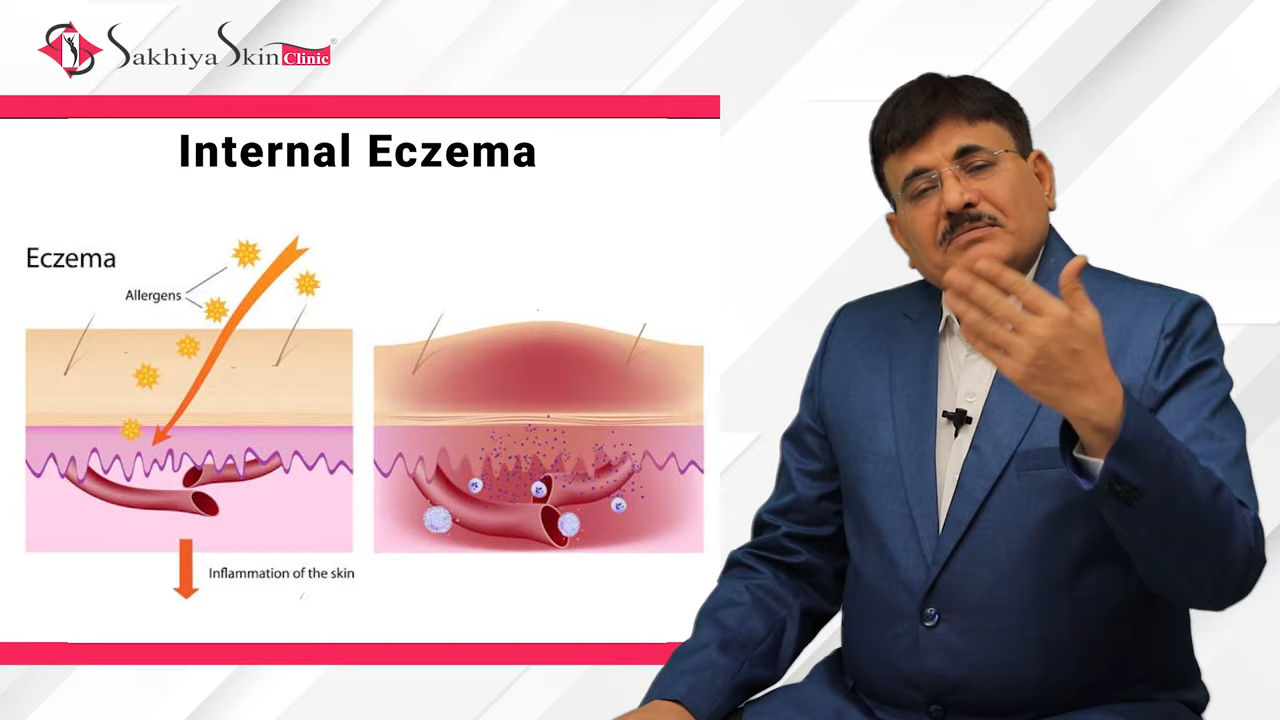 Sakhiya Skin Clinic ®
Internal Eczema
Eczema
Allergens
Inflammation of the skin